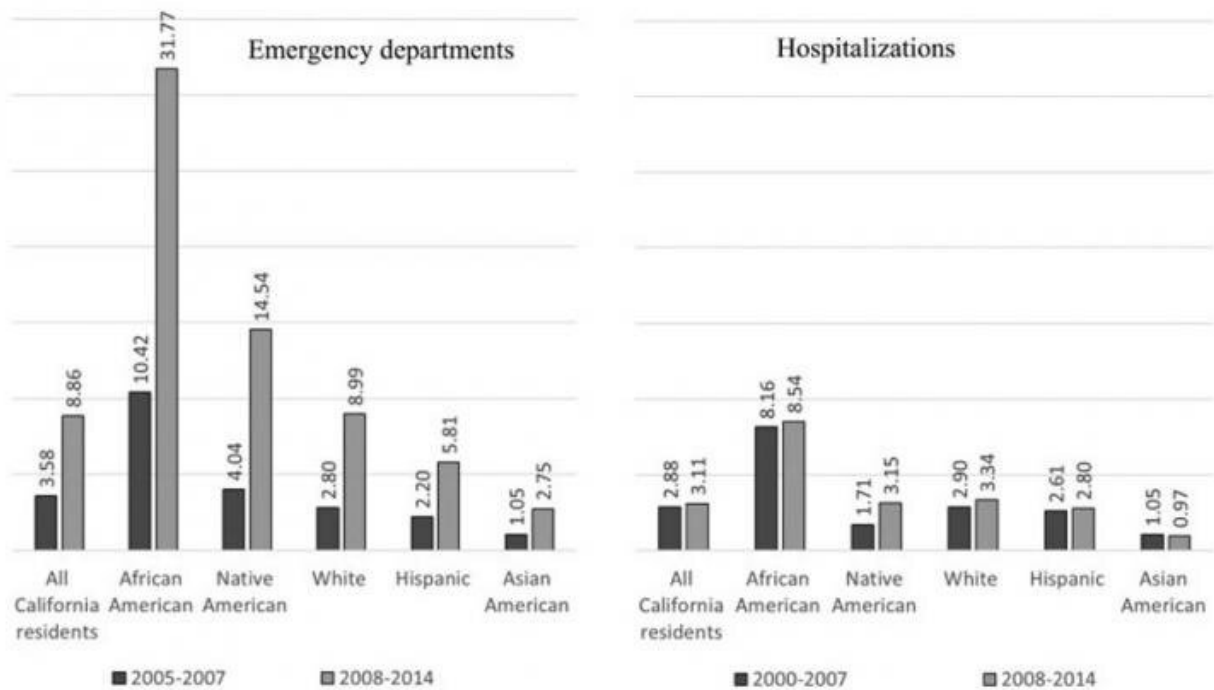 Emergency departments
3.58
8.86
10.42
31.77
4.04
14.54
2.80
8.99
2.20
5.81
1.05
2.75
All
California
residents
African
American
Native
American
White
Hispanic
Asian
American
2005-2007 2008-2014
Hospitalizations
2.88
3.11
8.16
8.54
1.71
3.15
2.90
3.34
2.61
2.80
1.05
0.97
All
California
residents
African
American
Native
American
White
Hispanic
Asian
American
2000-2007 2008-2014